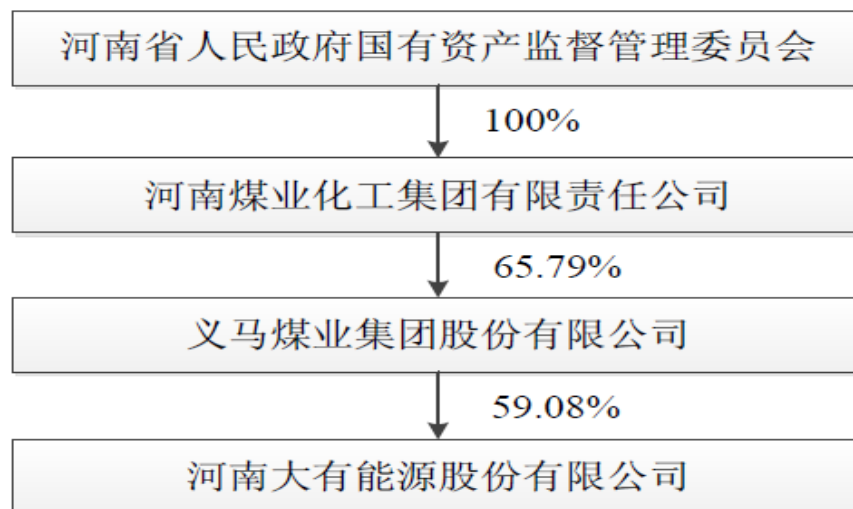 河南省人民政府国有资产监督管理委员会
100%
河南煤业化工集团有限责任公司
65.79%
义马煤业集团股份有限公司
59.08%
河南大有能源股份有限公司